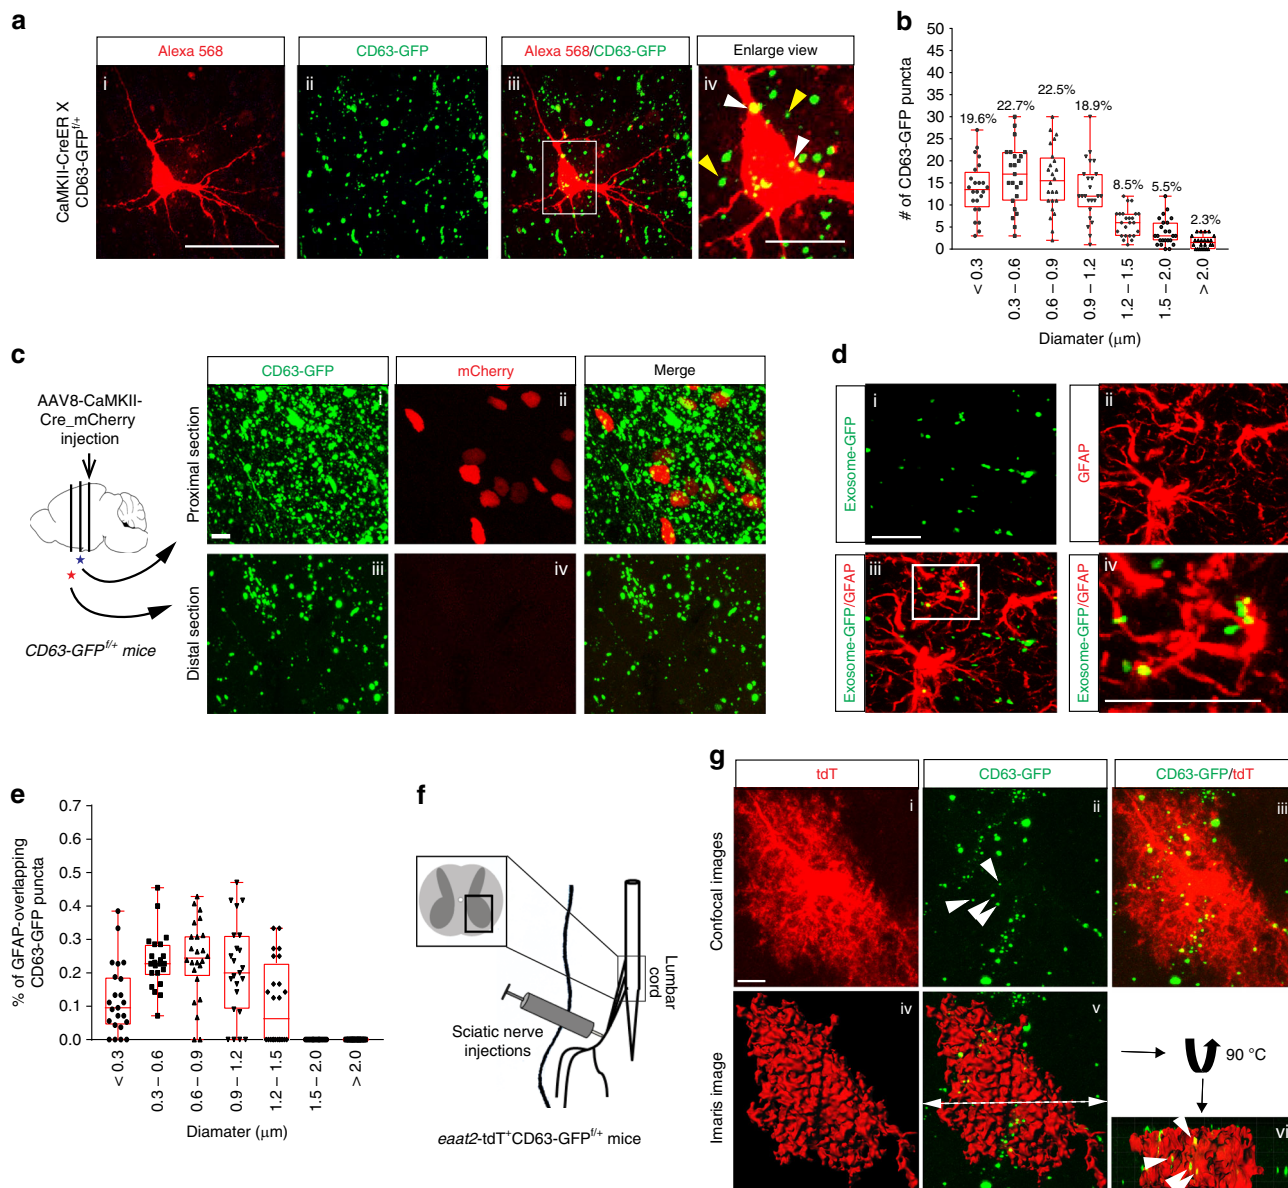 a
Alexa 568
CD63-GFP
Alexa 568/CD63-GFP
Enlarge view
CaMKII-CreER X
CD63-GFP^f/+
i
ii
iii
iv
b
50
45
40
35
30
25
20
15
10
5
0
# of CD63-GFP puncta
19.6%
22.7%
22.5%
18.9%
8.5%
5.5%
2.3%
< 0.3
0.3 – 0.6
0.6 – 0.9
0.9 – 1.2
1.2 – 1.5
1.5 – 2.0
> 2.0
Diamater (μm)
c
AAV8-CaMKII-
Cre_mCherry
injection
CD63-GFP^f/+ mice
CD63-GFP
mCherry
Merge
Proximal section
i
ii
Distal section
iii
iv
d
Exosome-GFP
i
GFAP
ii
Exosome-GFP/GFAP
iii
Exosome-GFP/GFAP
iv
e
% of GFAP-overlapping
CD63-GFP puncta
0.7
0.6
0.5
0.4
0.3
0.2
0.1
0.0
< 0.3
0.3 – 0.6
0.6 – 0.9
0.9 – 1.2
1.2 – 1.5
1.5 – 2.0
> 2.0
Diamater (μm)
f
Lumbar
cord
Sciatic nerve
injections
eaat2-tdT^+CD63-GFP^f/+ mice
g
tdT
CD63-GFP
CD63-GFP/tdT
Confocal images
i
ii
iii
Imaris image
iv
v
90 °C
vi